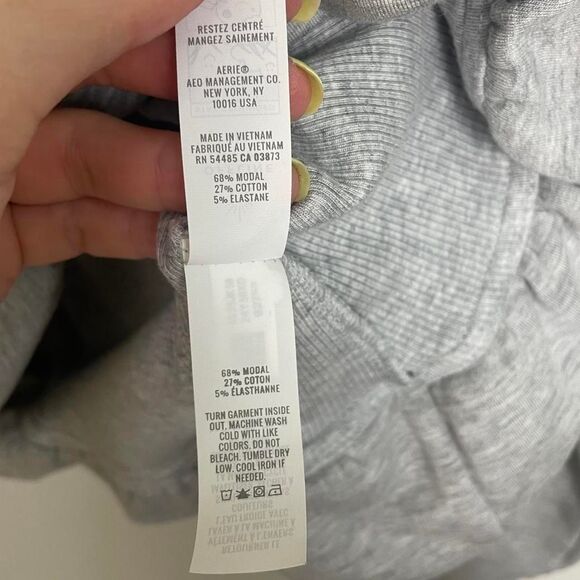 RESTEZ CENTRÉ
MANGEZ SAINEMENT
AERIE®
AEO MANAGEMENT CO.
NEW YORK, NY
10016 USA
MADE IN VIETNAM
FABRIQUÉ AU VIETNAM
RN 54485 CA 03873
68% MODAL
27% COTTON
5% ELASTANE
68% MODAL
27% COTON
5% ÉLASTHANNE
TURN GARMENT INSIDE
OUT, MACHINE WASH
COLD WITH LIKE
COLORS. DO NOT
BLEACH. TUMBLE DRY
LOW. COOL IRON IF
NEEDED.